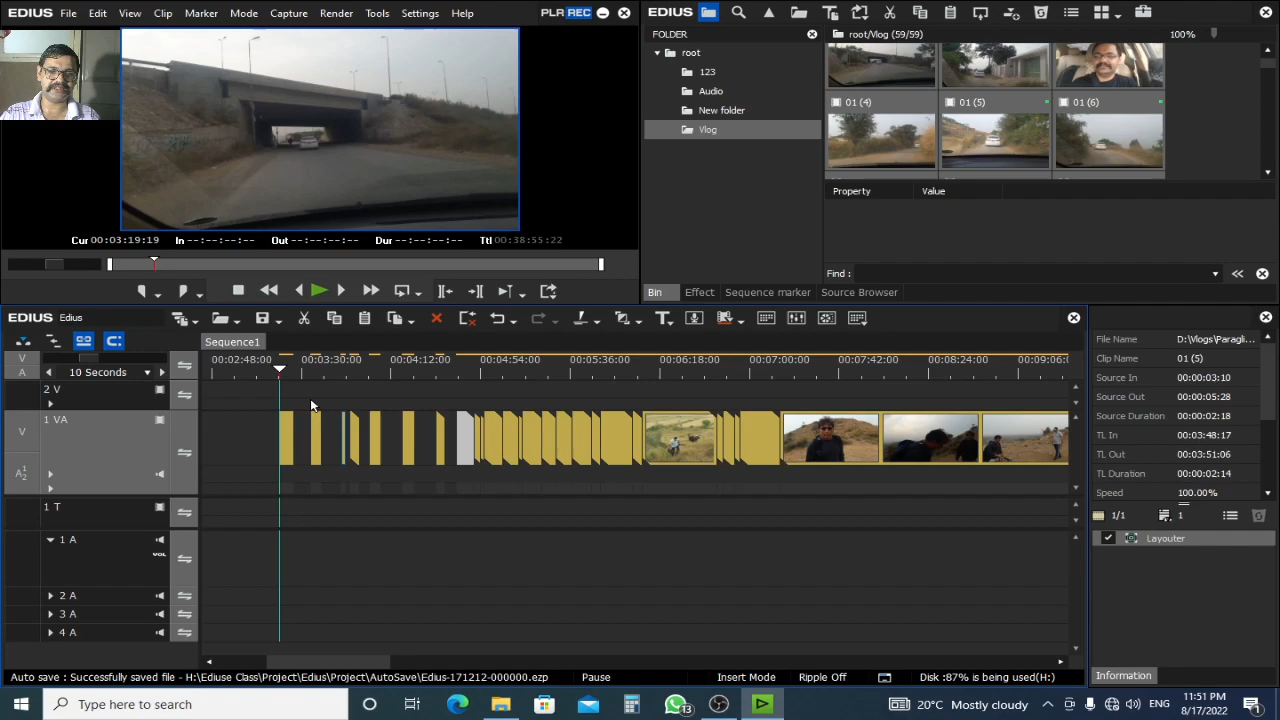 EDIUS File Edit View Clip Marker Mode Capture Render Tools Settings Help PLR REC
Cur 00:03:19:19 In --:--:--:-- Out --:--:--:-- Dur --:--:--:-- Ttl 00:38:55:22
EDIUS
FOLDER
root
123
Audio
New folder
Vlog
root/Vlog (59/59) 100%
01 (4) 01 (5) 01 (6)
Property Value
Find :
Bin Effect Sequence marker Source Browser
EDIUS Edius
Sequence1
V
A
10 Seconds
00:02:48:00 00:03:30:00 00:04:12:00 00:04:54:00 00:05:36:00 00:06:18:00 00:07:00:00 00:07:42:00 00:08:24:00 00:09:06:0
2 V
1 VA
V
A 1 2
1 T
1 A
VOL
2 A
3 A
4 A
File Name D:\Vlogs\Paragli...
Clip Name 01 (5)
Source In 00:00:03:10
Source Out 00:00:05:28
Source Duration 00:00:02:18
TL In 00:03:48:17
TL Out 00:03:51:06
TL Duration 00:00:02:14
Speed 100.00%
1/1 1
Layouter
Information
Auto save : Successfully saved file - H:\Ediuse Class\Project\Edius\Project\AutoSave\Edius-171212-000000.ezp Pause Insert Mode Ripple Off Disk :87% is being used(H:)
Type here to search
13
20°C Mostly cloudy
ENG
11:51 PM
8/17/2022
1